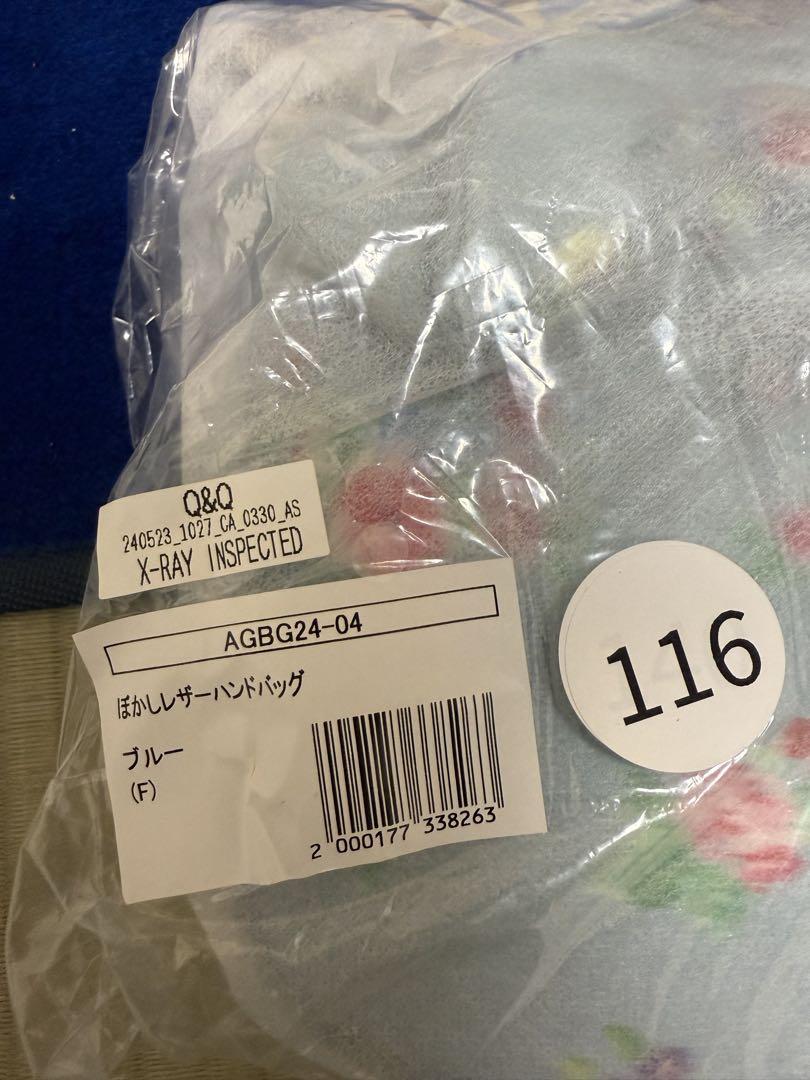 Q&Q
240523_1027_CA_0330_AS
X-RAY INSPECTED
AGBG24-04
ぼかしレザーハンドバッグ
ブルー
(F)
2 000177 338263
116